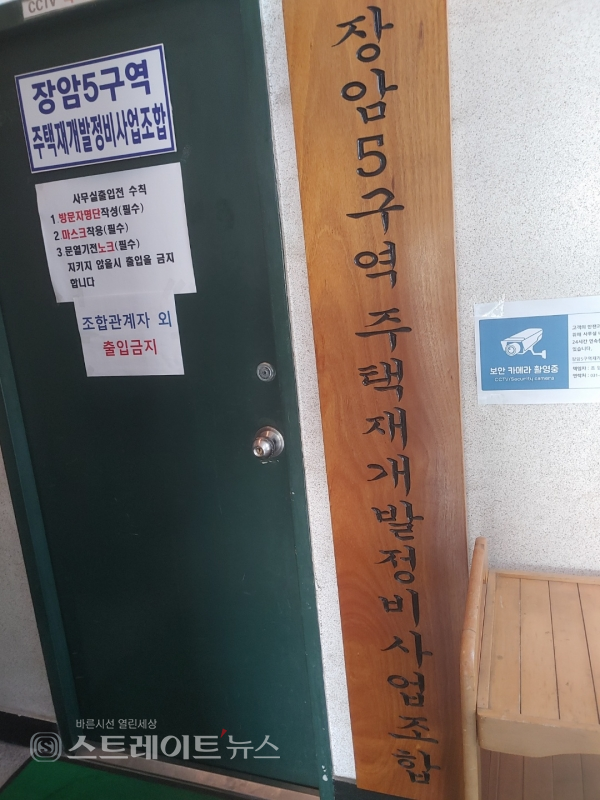 CCTV
장암5구역
주택재개발정비사업조합
사무실출입전 수칙
1.방문자명단작성(필수)
2.마스크착용(필수)
3.문열기전노크(필수)
지키지 않을시 출입을 금지
합니다
조합관계자 외
출입금지
장암5구역 주택재개발정비사업조합
보안 카메라 촬영중
CCTV/Security camera
바른시선 열린세상
스트레이트뉴스